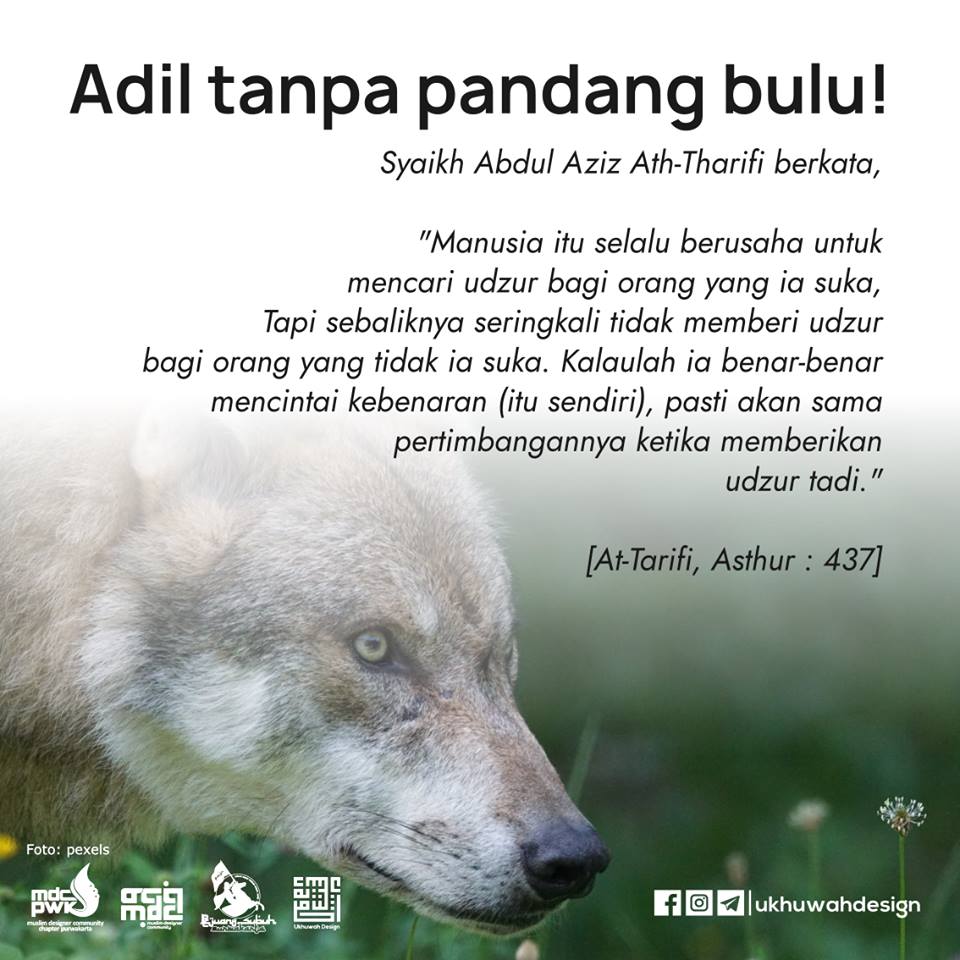 Adil tanpa pandang bulu!
Syaikh Abdul Aziz Ath-Tharifi berkata,
"Manusia itu selalu berusaha untuk
mencari udzur bagi orang yang ia suka,
Tapi sebaliknya seringkali tidak memberi udzur
bagi orang yang tidak ia suka. Kalaulah ia benar-benar
mencintai kebenaran (itu sendiri), pasti akan sama
pertimbangannya ketika memberikan
udzur tadi."
[At-Tarifi, Asthur : 437]
Foto: pexels
mdc
pwk
muslim designer community
chapter purwakarta
mdc
muslim designer
community
Pejuang Subuh
Ukhuwah Design
|ukhuwahdesign